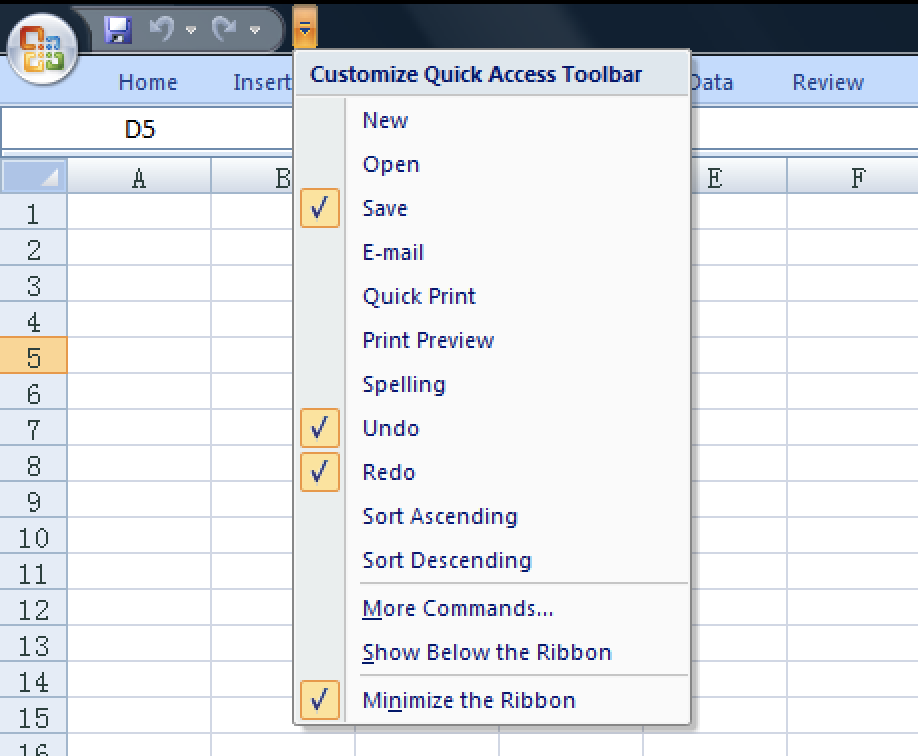 Customize Quick Access Toolbar
Home Insert Data Review
D5
New
Open
Save
E-mail
Quick Print
Print Preview
Spelling
Undo
Redo
Sort Ascending
Sort Descending
More Commands...
Show Below the Ribbon
Minimize the Ribbon
A B E F
1
2
3
4
5
6
7
8
9
10
11
12
13
14
15
16